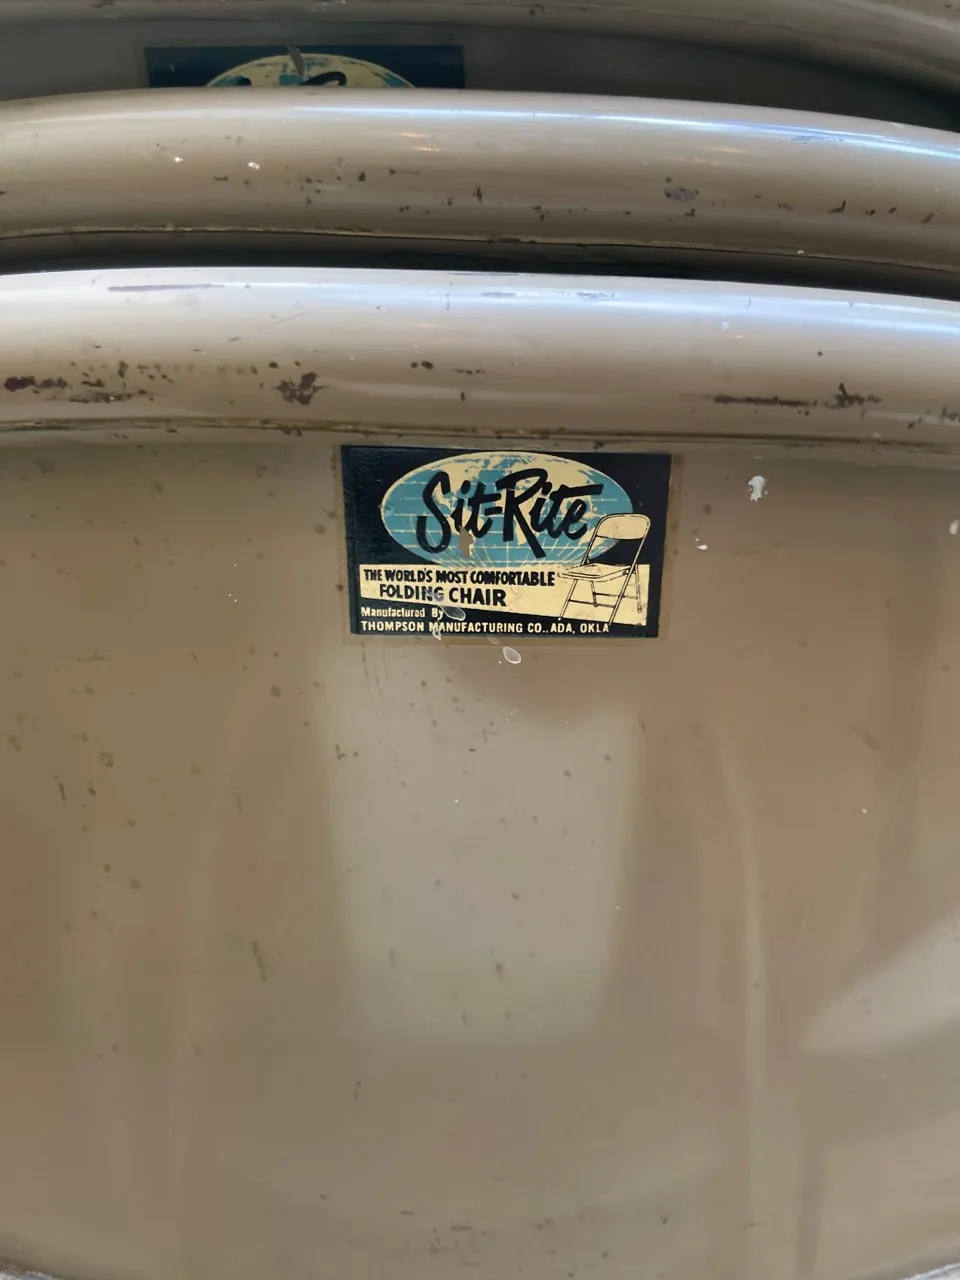 Sit-Rite
THE WORLD'S MOST COMFORTABLE
FOLDING CHAIR
Manufactured By
THOMPSON MANUFACTURING CO., ADA, OKLA